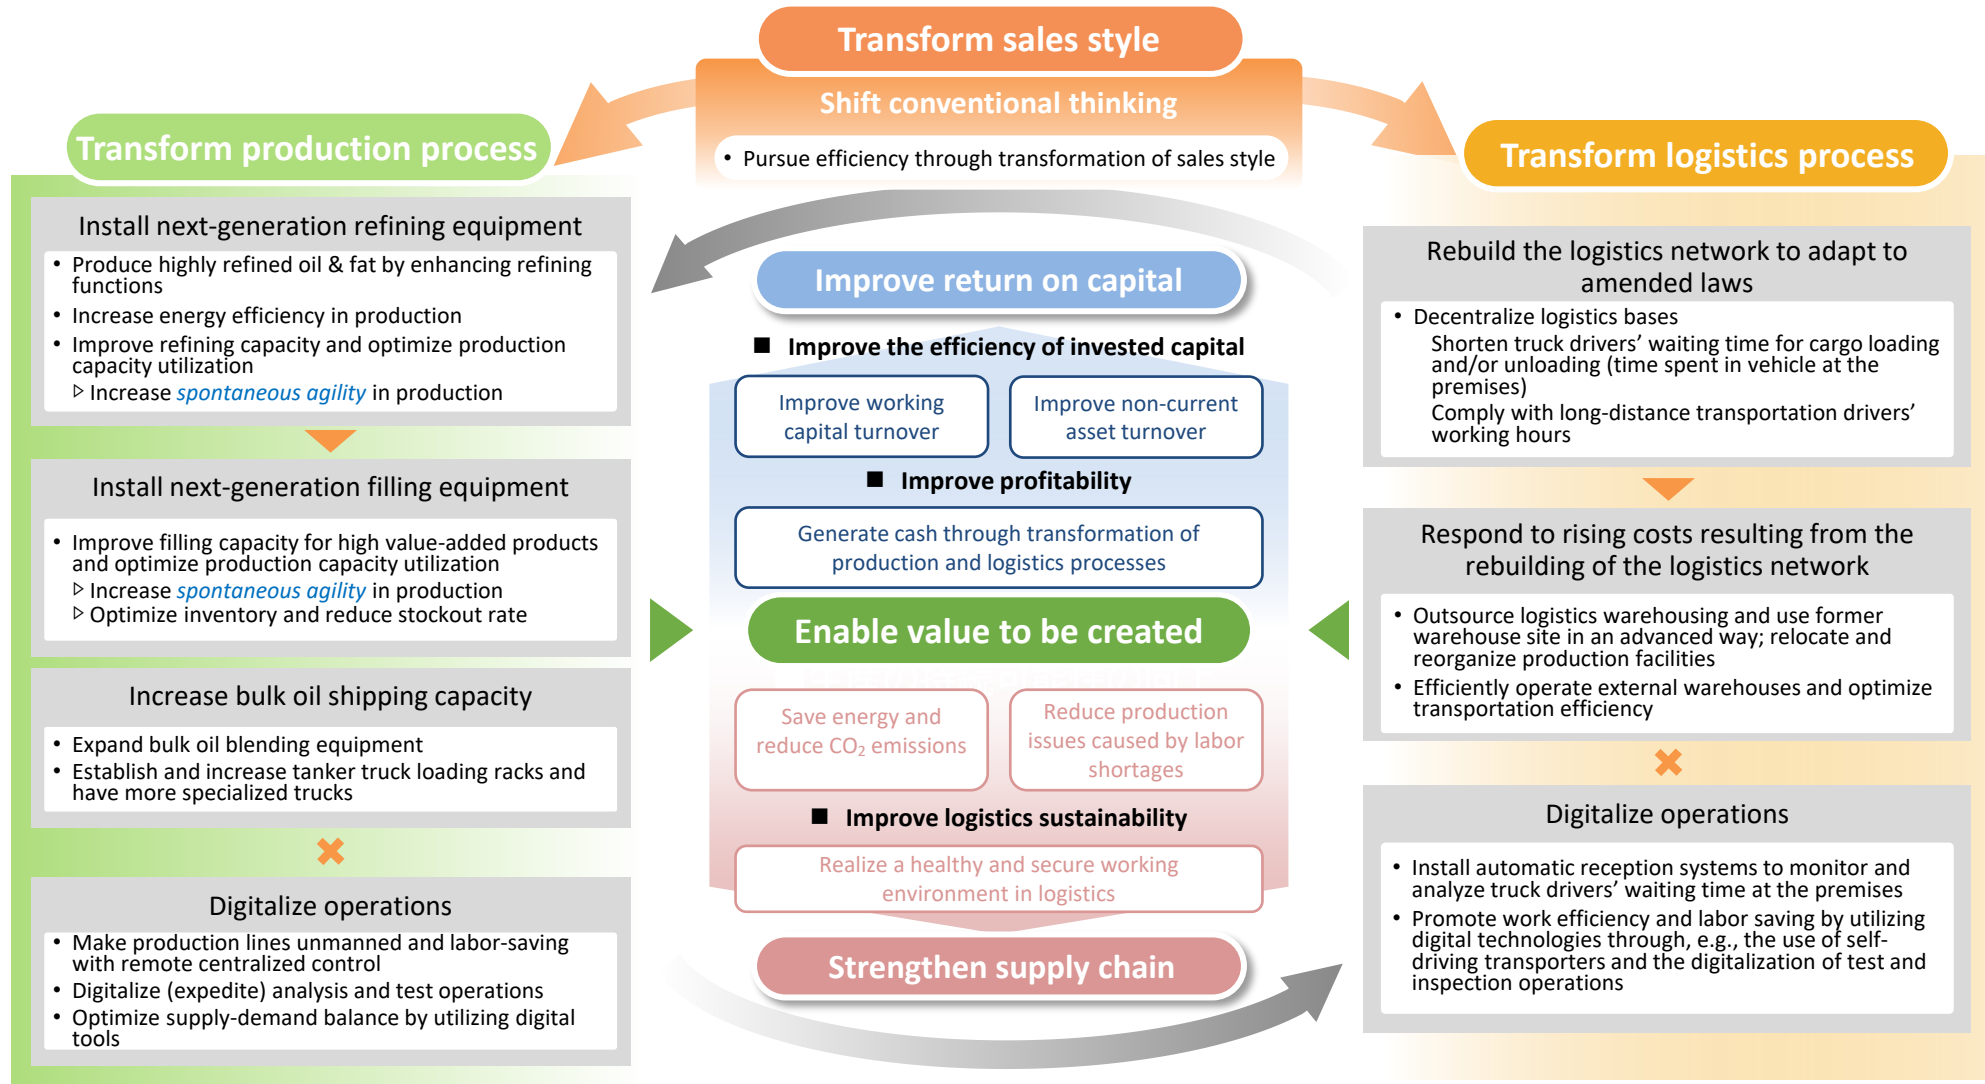 Transform sales style
Shift conventional thinking
• Pursue efficiency through transformation of sales style
Transform production process
Install next-generation refining equipment
• Produce highly refined oil & fat by enhancing refining
functions
• Increase energy efficiency in production
• Improve refining capacity and optimize production
capacity utilization
▷ Increase spontaneous agility in production
Install next-generation filling equipment
• Improve filling capacity for high value-added products
and optimize production capacity utilization
▷ Increase spontaneous agility in production
▷ Optimize inventory and reduce stockout rate
Increase bulk oil shipping capacity
• Expand bulk oil blending equipment
• Establish and increase tanker truck loading racks and
have more specialized trucks
Digitalize operations
• Make production lines unmanned and labor-saving
with remote centralized control
• Digitalize (expedite) analysis and test operations
• Optimize supply-demand balance by utilizing digital
tools
Improve return on capital
■ Improve the efficiency of invested capital
Improve working
capital turnover
Improve non-current
asset turnover
■ Improve profitability
Generate cash through transformation of
production and logistics processes
Enable value to be created
Save energy and
reduce CO₂ emissions
Reduce production
issues caused by labor
shortages
■ Improve logistics sustainability
Realize a healthy and secure working
environment in logistics
Strengthen supply chain
Transform logistics process
Rebuild the logistics network to adapt to
amended laws
• Decentralize logistics bases
Shorten truck drivers’ waiting time for cargo loading
and/or unloading (time spent in vehicle at the
premises)
Comply with long-distance transportation drivers’
working hours
Respond to rising costs resulting from the
rebuilding of the logistics network
• Outsource logistics warehousing and use former
warehouse site in an advanced way; relocate and
reorganize production facilities
• Efficiently operate external warehouses and optimize
transportation efficiency
Digitalize operations
• Install automatic reception systems to monitor and
analyze truck drivers’ waiting time at the premises
• Promote work efficiency and labor saving by utilizing
digital technologies through, e.g., the use of self-
driving transporters and the digitalization of test and
inspection operations